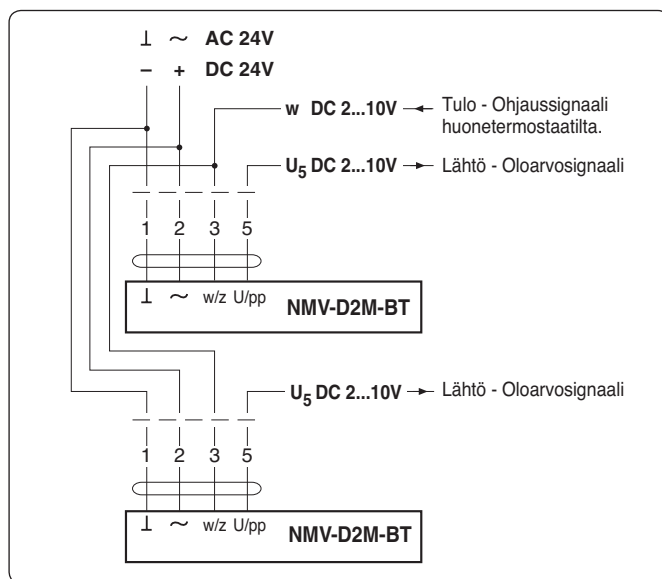 ⊥ ~ AC 24V
– + DC 24V
w DC 2...10V Tulo - Ohjaussignaali
huonetermostaatilta.
U5 DC 2...10V Lähtö - Oloarvosignaali
1 2 3 5
⊥ ~ w/z U/pp
NMV-D2M-BT
U5 DC 2...10V Lähtö - Oloarvosignaali
1 2 3 5
⊥ ~ w/z U/pp
NMV-D2M-BT